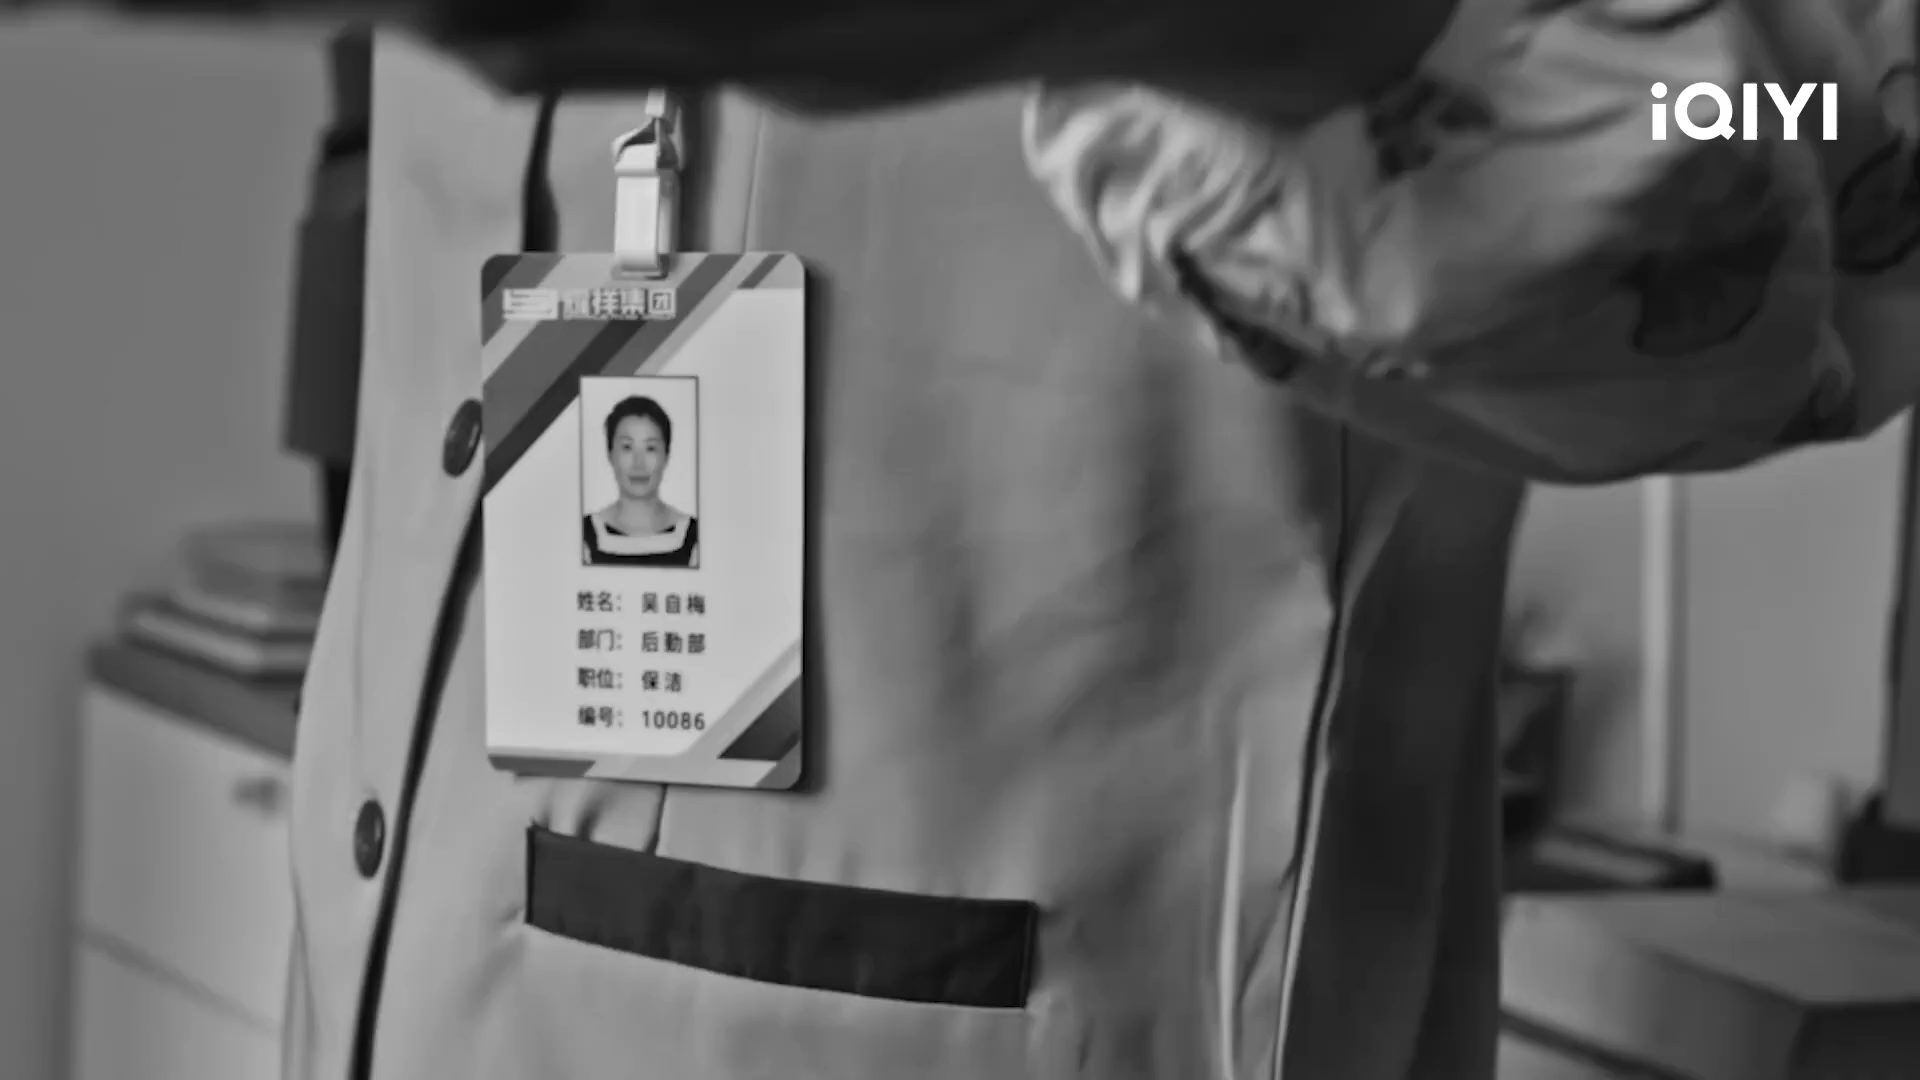 iQIYI
集团
姓名： 吴自梅
部门： 后勤部
职位： 保洁
编号： 10086